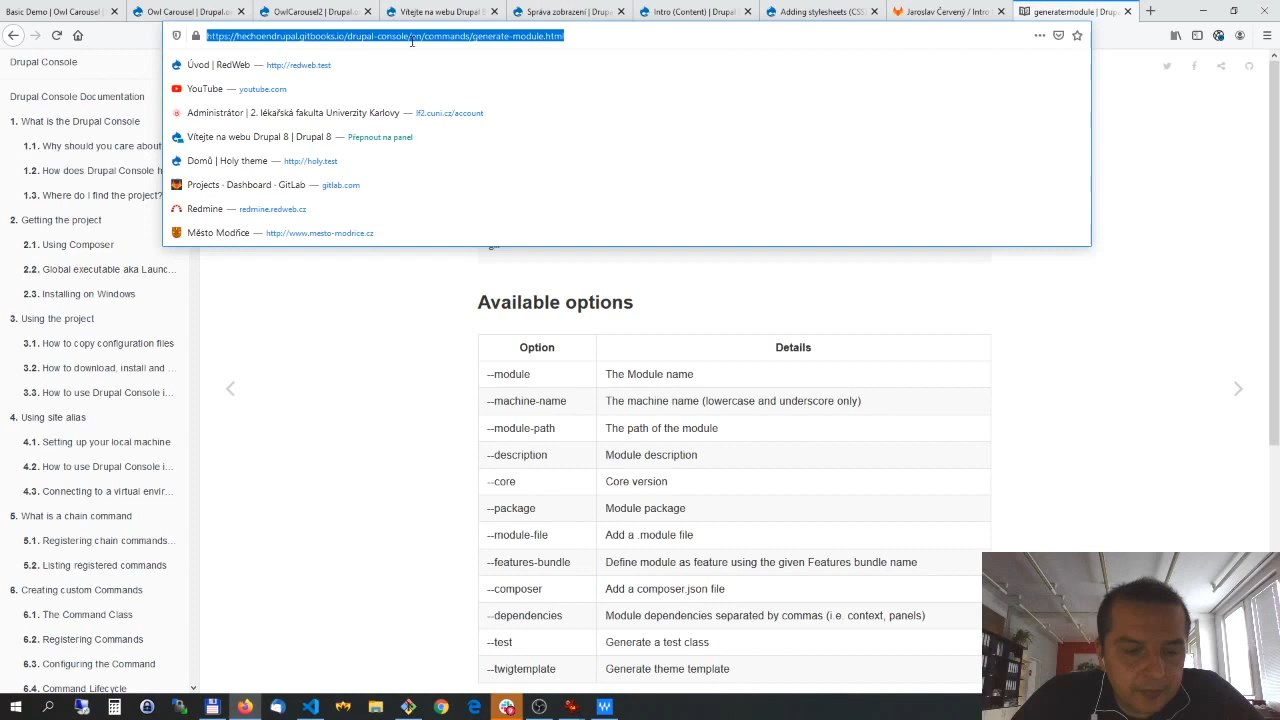 Basic Demo | Owl Carousel
Owl Carousel | Drupal.or
OwlCarousel2 | Drupal
Vítejte na webu Drupal 8
Správa zobrazení | Drup
Intro (Content) | Drupal
Adding stylesheets (CSS)
Jaroslav Červený / Intro
generatemodule | Drup
https://hechoendrupal.gitbooks.io/drupal-console/en/commands/generate-module.html
Úvod | RedWeb — http://redweb.test
YouTube — youtube.com
Administrátor | 2. lékařská fakulta Univerzity Karlovy — lf2.cuni.cz/account
Vítejte na webu Drupal 8 | Drupal 8 — Přepnout na panel
Domů | Holy theme — http://holy.test
Projects · Dashboard · GitLab — gitlab.com
Redmine — redmine.redweb.cz
Město Modřice — http://www.mesto-modrice.cz
Drupal Console
Drupal Console Documentation
1. What is the Drupal Console
1.1. Why should you care about
1.2. How does Drupal Console h
1.3. Where do I find the project?
2. Getting the project
2.1. Using Composer
2.2. Global executable aka Launc...
2.3. Installing on Windows
3. Using the project
3.1. How to copy configuration files
3.2. How to download, install and ...
3.3. How to use Drupal Console i...
4. Using site alias
4.1. Setting up your local machine
4.2. How to use Drupal Console i...
4.3. Connecting to a virtual envir...
5. What is a chain command
5.1. Registering chain commands...
5.2. Listing registered commands
6. Creating custom Commands
6.1. The Command Class
6.2. Registering Commands
6.3. Configuring the Command
6.4. Command Lifecycle
Available options
Option Details
--module The Module name
--machine-name The machine name (lowercase and underscore only)
--module-path The path of the module
--description Module description
--core Core version
--package Module package
--module-file Add a .module file
--features-bundle Define module as feature using the given Features bundle name
--composer Add a composer.json file
--dependencies Module dependencies separated by commas (i.e. context, panels)
--test Generate a test class
--twigtemplate Generate theme template